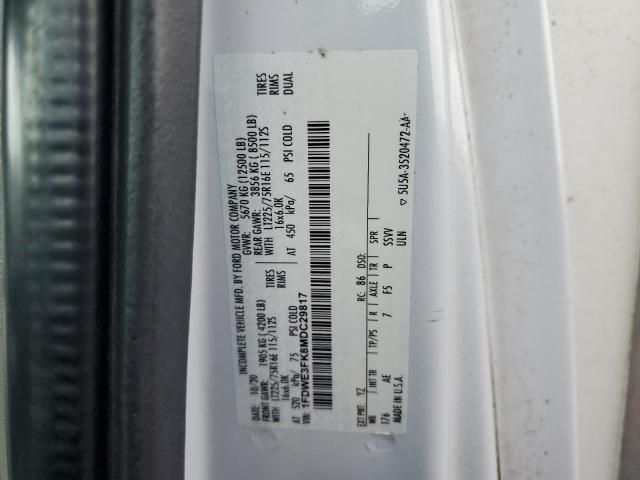 INCOMPLETE VEHICLE MFD. BY FORD MOTOR COMPANY
DATE: 10/20 GVWR: 5670 KG (12500 LB)
FRONT GAWR: 1905 KG (4200 LB) REAR GAWR: 3856 KG (8500 LB)
WITH LT225/75R16E 115/112S TIRES WITH LT225/75R16E 115/112S TIRES
16x6.0K RIMS 16x6.0K RIMS
AT 520 kPa/ 75 PSI COLD AT 450 kPa/ 65 PSI COLD DUAL
VIN: 1FDWE3FK8MDC29817
EXT PNT: YZ RC: 86 DSO:
WB INT TR TP/PS R AXLE TR SPR
176 AE 7 F5 P SSVV
ULN
MADE IN U.S.A.
5U5A-3520472-AA